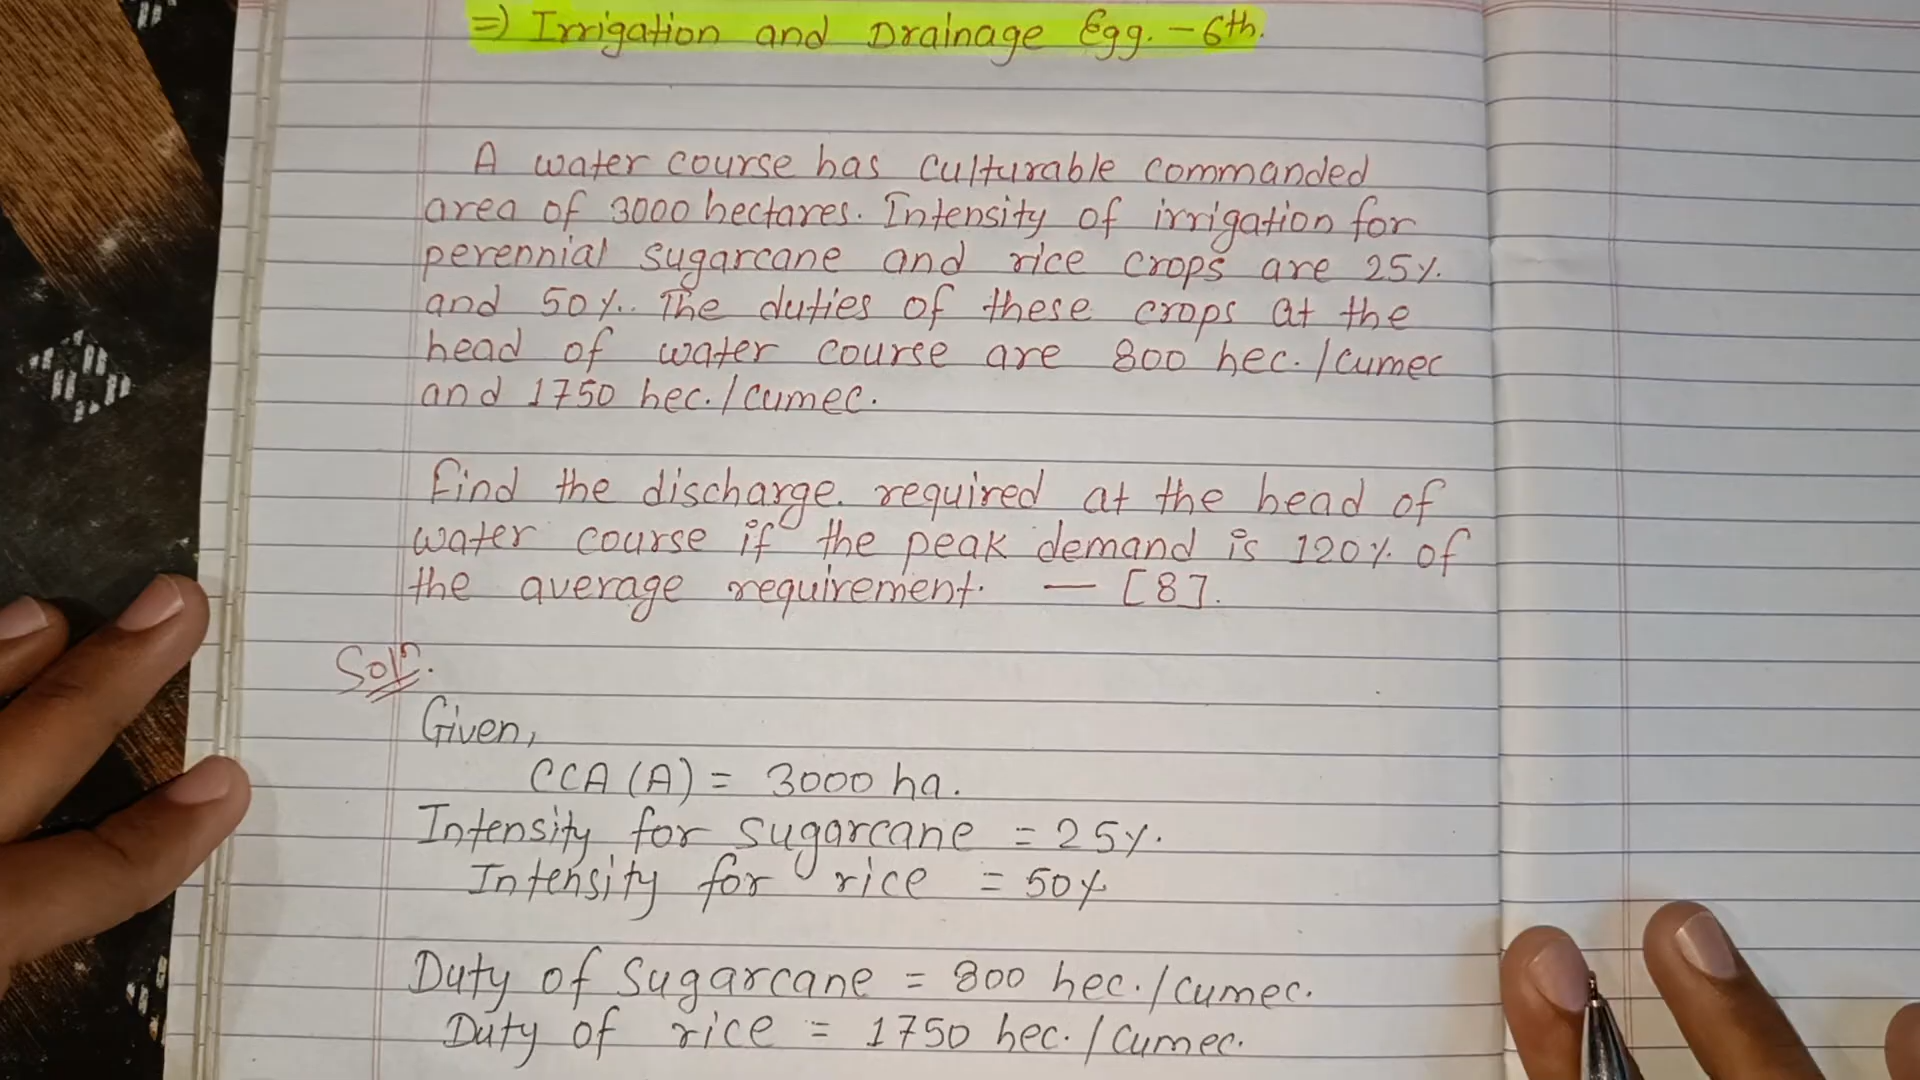 => Irrigation and Drainage Egg. - 6th.
A water course has culturable commanded
area of 3000 hectares. Intensity of irrigation for
perennial sugarcane and rice crops are 25%.
and 50%.. The duties of these crops at the
head of water course are 800 hec./cumec
and 1750 hec./cumec.
Find the discharge. required at the head of
water course if the peak demand is 120% of
the average requirement. — [8].
Soln.
Given,
CCA (A) = 3000 ha.
Intensity for sugarcane = 25%.
Intensity for rice = 50%
Duty of Sugarcane = 800 hec./cumec.
Duty of rice = 1750 hec./cumec.